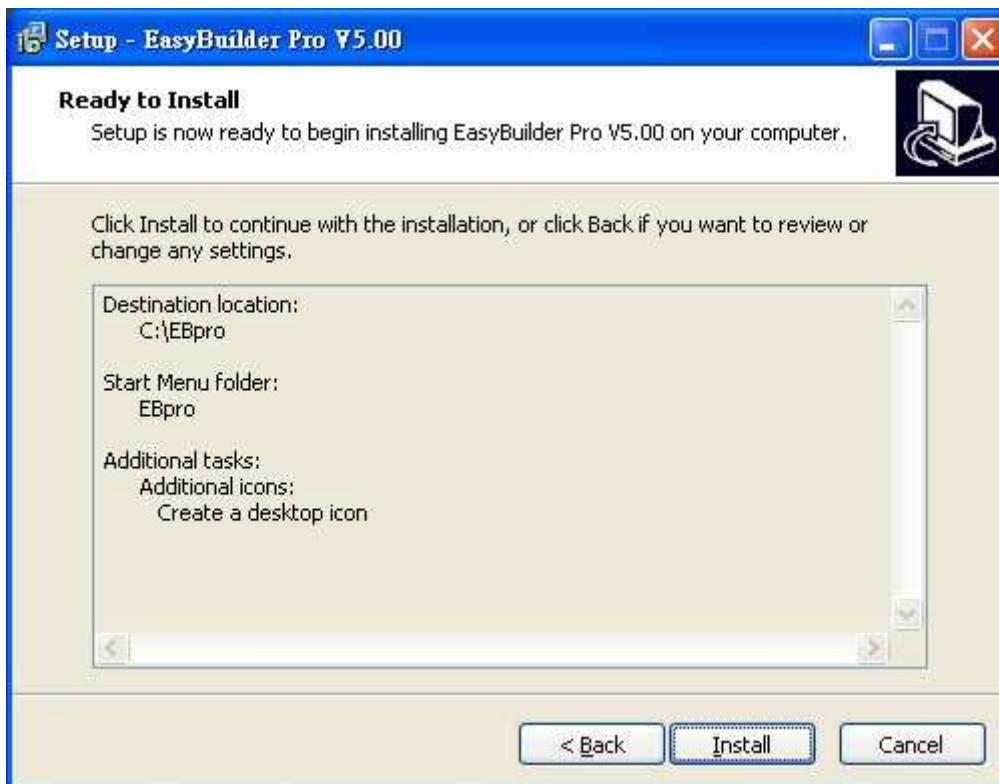 Setup - EasyBuilder Pro V5.00
Ready to Install
Setup is now ready to begin installing EasyBuilder Pro V5.00 on your computer.
Click Install to continue with the installation, or click Back if you want to review or
change any settings.
Destination location:
C:\EBpro
Start Menu folder:
EBpro
Additional tasks:
Additional icons:
Create a desktop icon
< Back
Install
Cancel